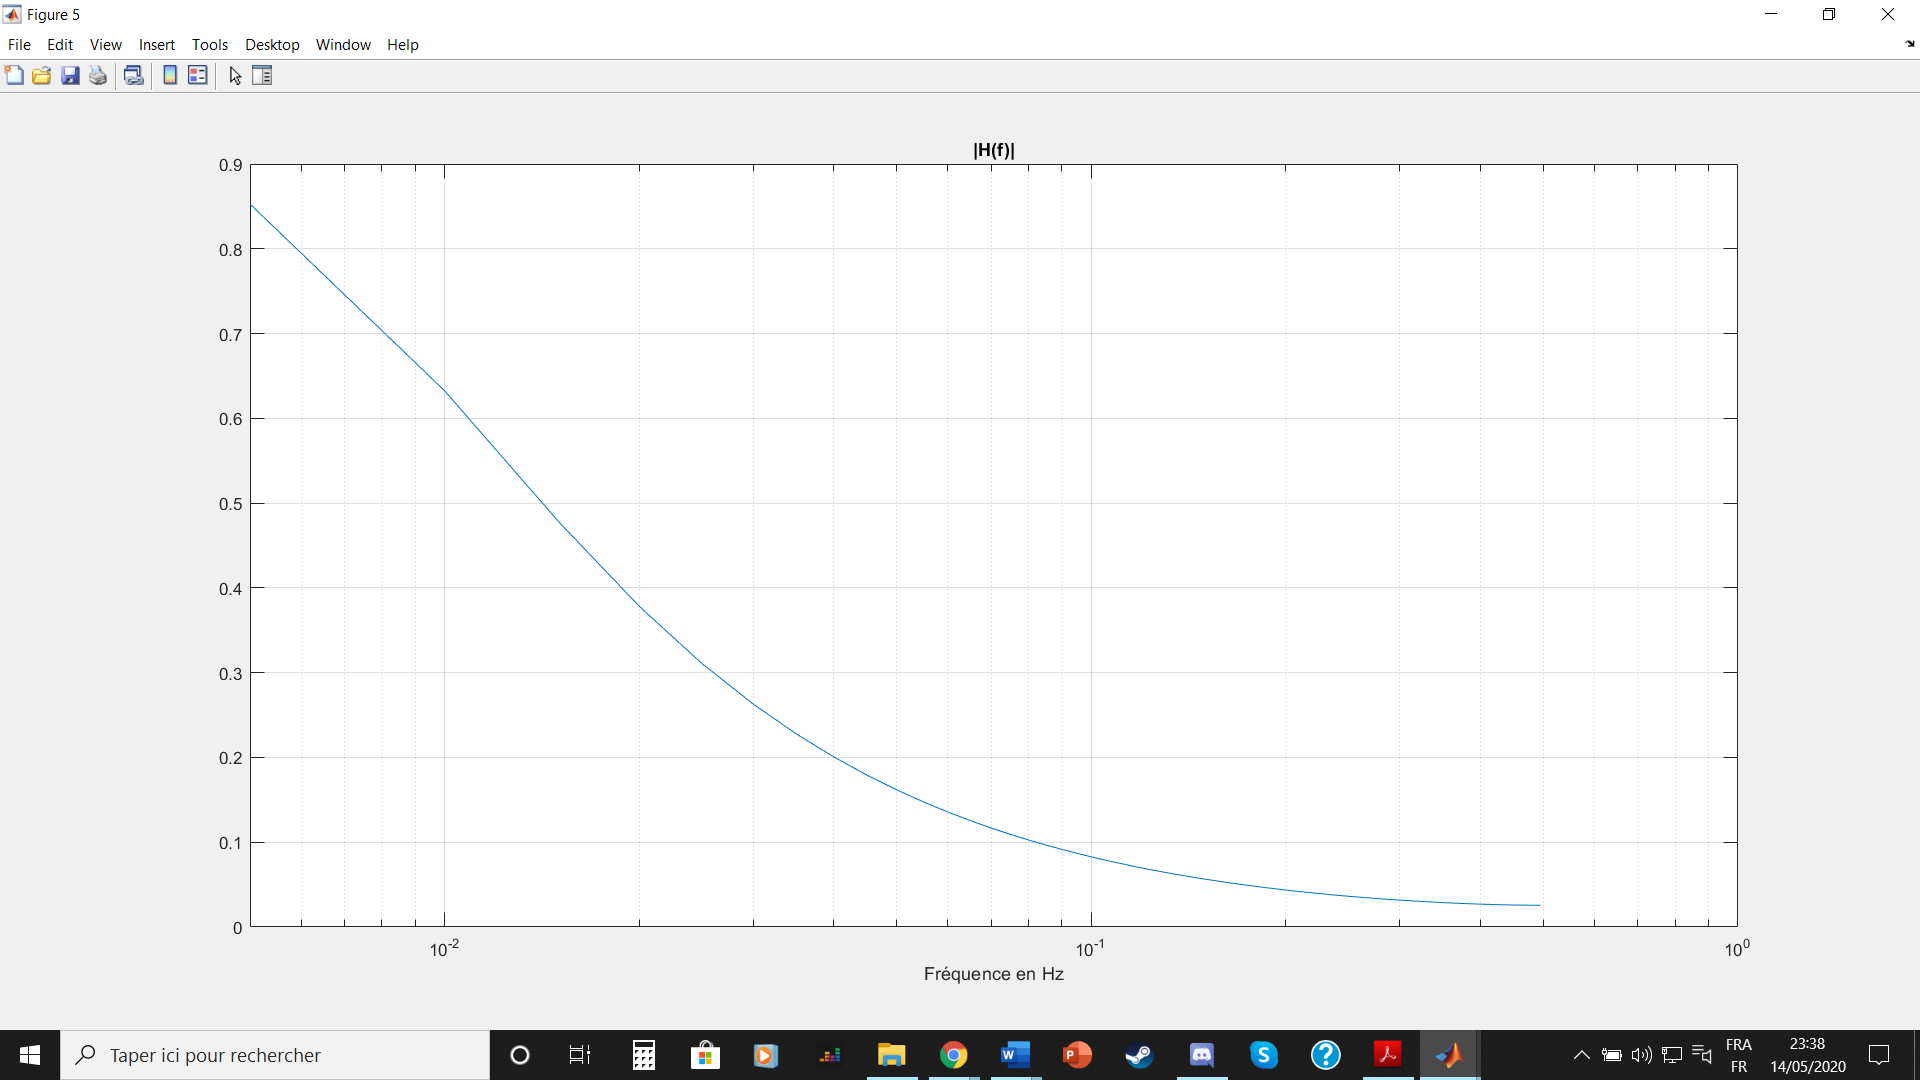 Figure 5
File Edit View Insert Tools Desktop Window Help
|H(f)|
0.9
0.8
0.7
0.6
0.5
0.4
0.3
0.2
0.1
0
10-2 10-1 100
Fréquence en Hz
Taper ici pour rechercher
FRA
FR
23:38
14/05/2020